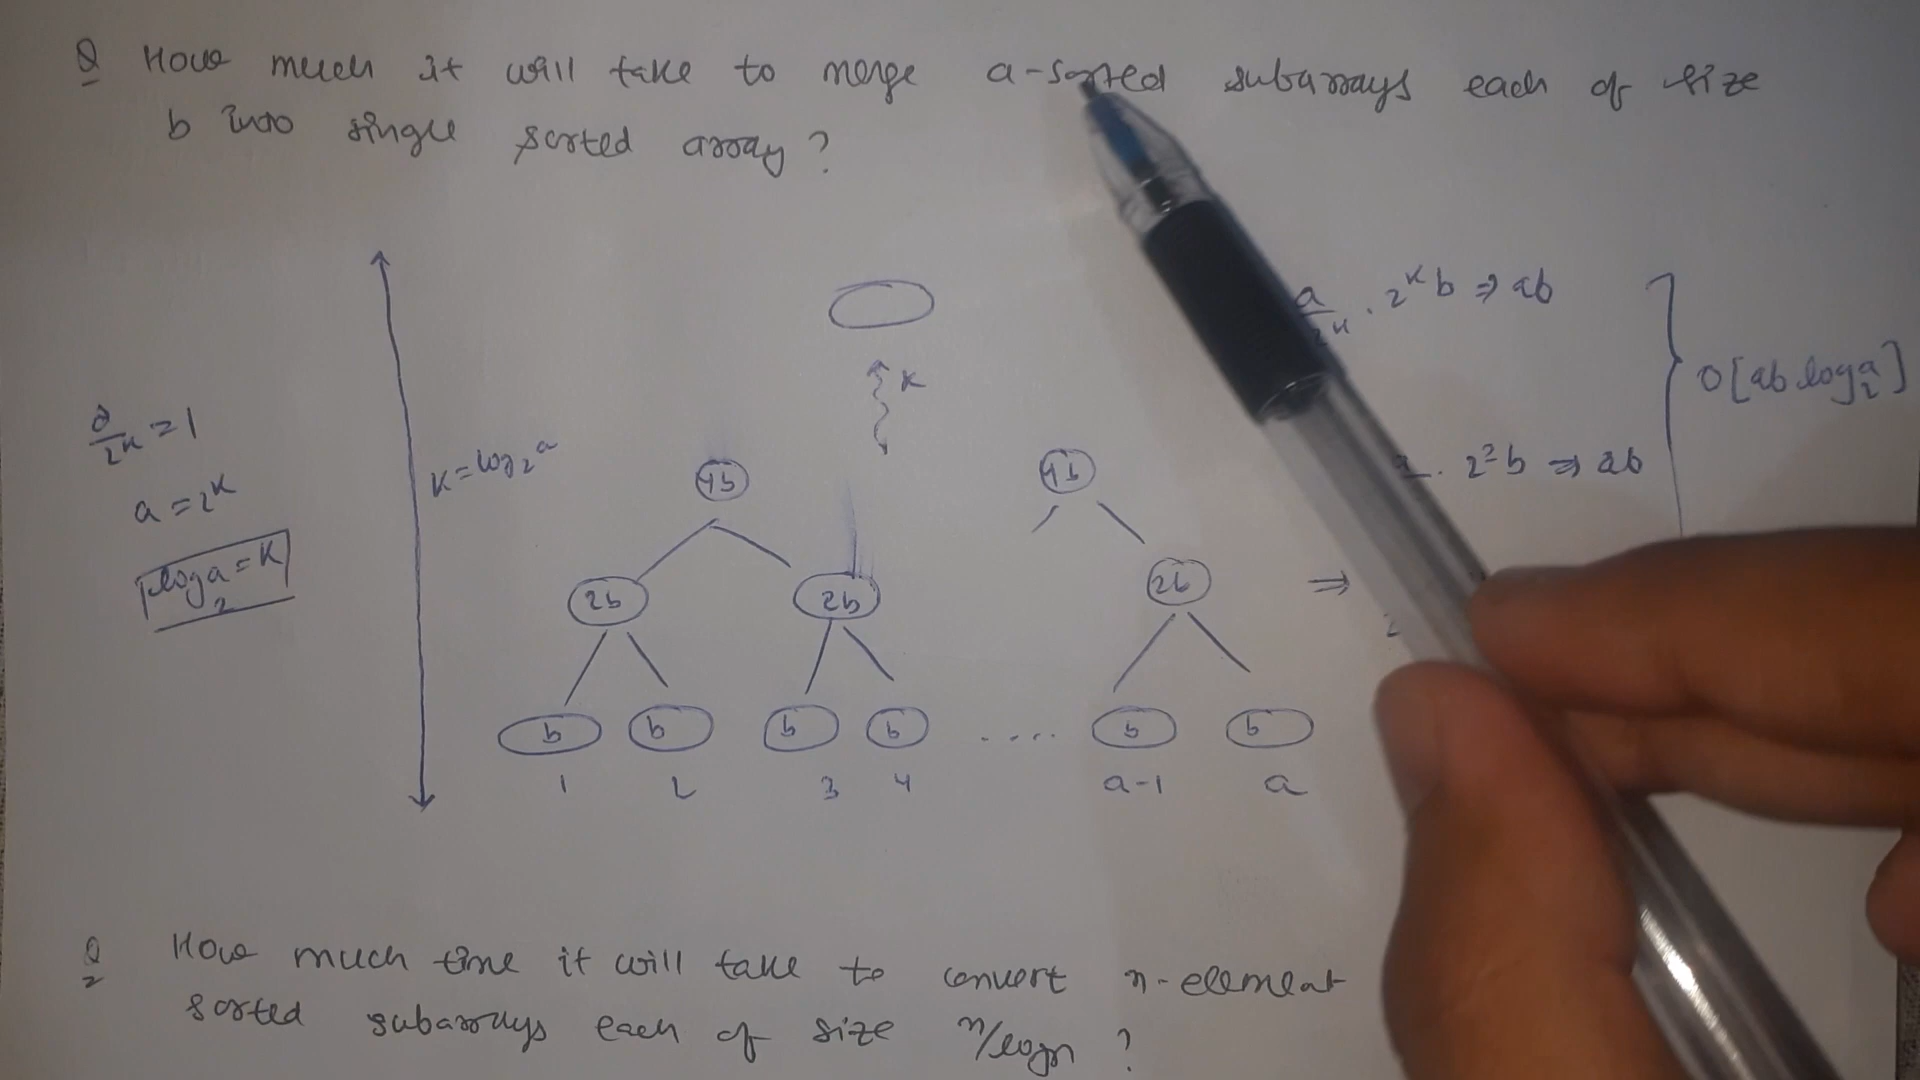 Q How much it will take to merge a-sorted subarrays each of size
b into single sorted array?
a/2^k . 2^k b ⇒ ab
O[ab log₂ a]
k
a/2^k = 1
k = log₂ a
4b 4b
. 2² b ⇒ ab
a = 2^k
log₂ a = k
2b 2b 2b ⇒
b b b b .... b b
1 2 3 4 a-1 a
Q2 How much time it will take to convert n-element
sorted subarrays each of size n/logn ?